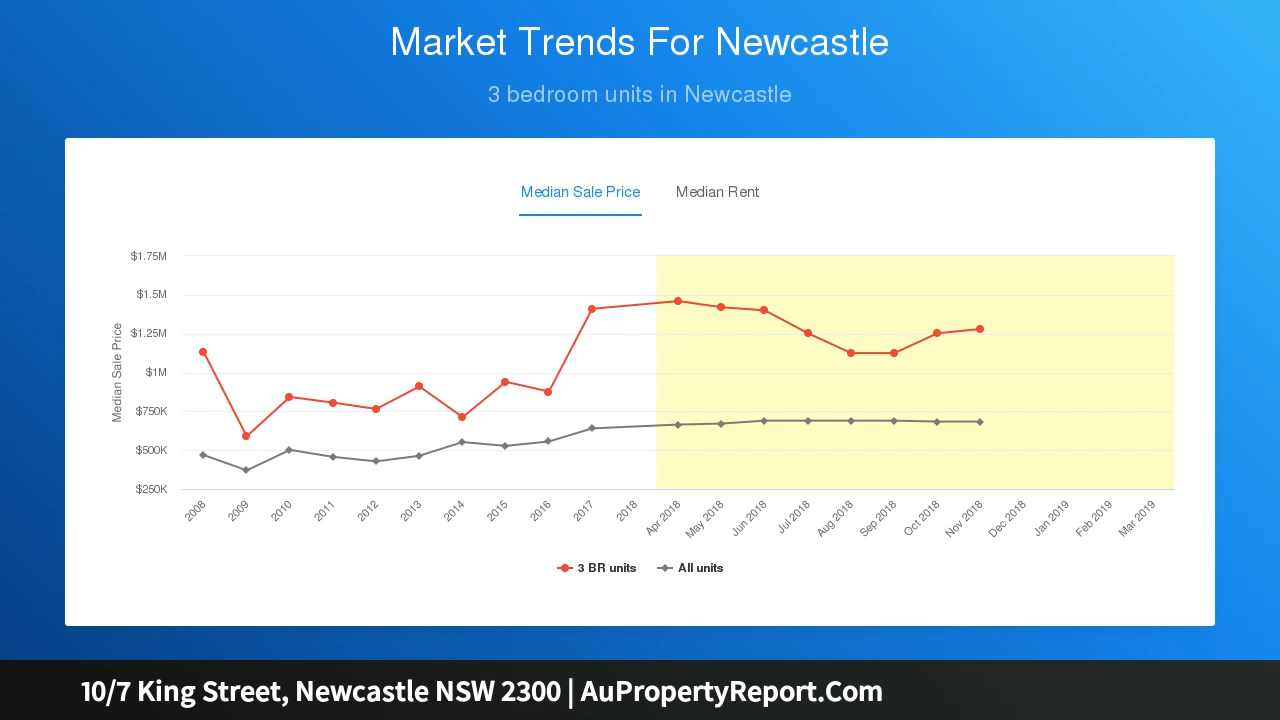 Market Trends For Newcastle
3 bedroom units in Newcastle
Median Sale Price
Median Rent
$1.75M
$1.5M
$1.25M
$1M
$750K
$500K
$250K
Median Sale Price
2008
2009
2010
2011
2012
2013
2014
2015
2016
2017
2018
Apr 2018
May 2018
Jun 2018
Jul 2018
Aug 2018
Sep 2018
Oct 2018
Nov 2018
Dec 2018
Jan 2019
Feb 2019
Mar 2019
3 BR units
All units
10/7 King Street, Newcastle NSW 2300 | AuPropertyReport.Com